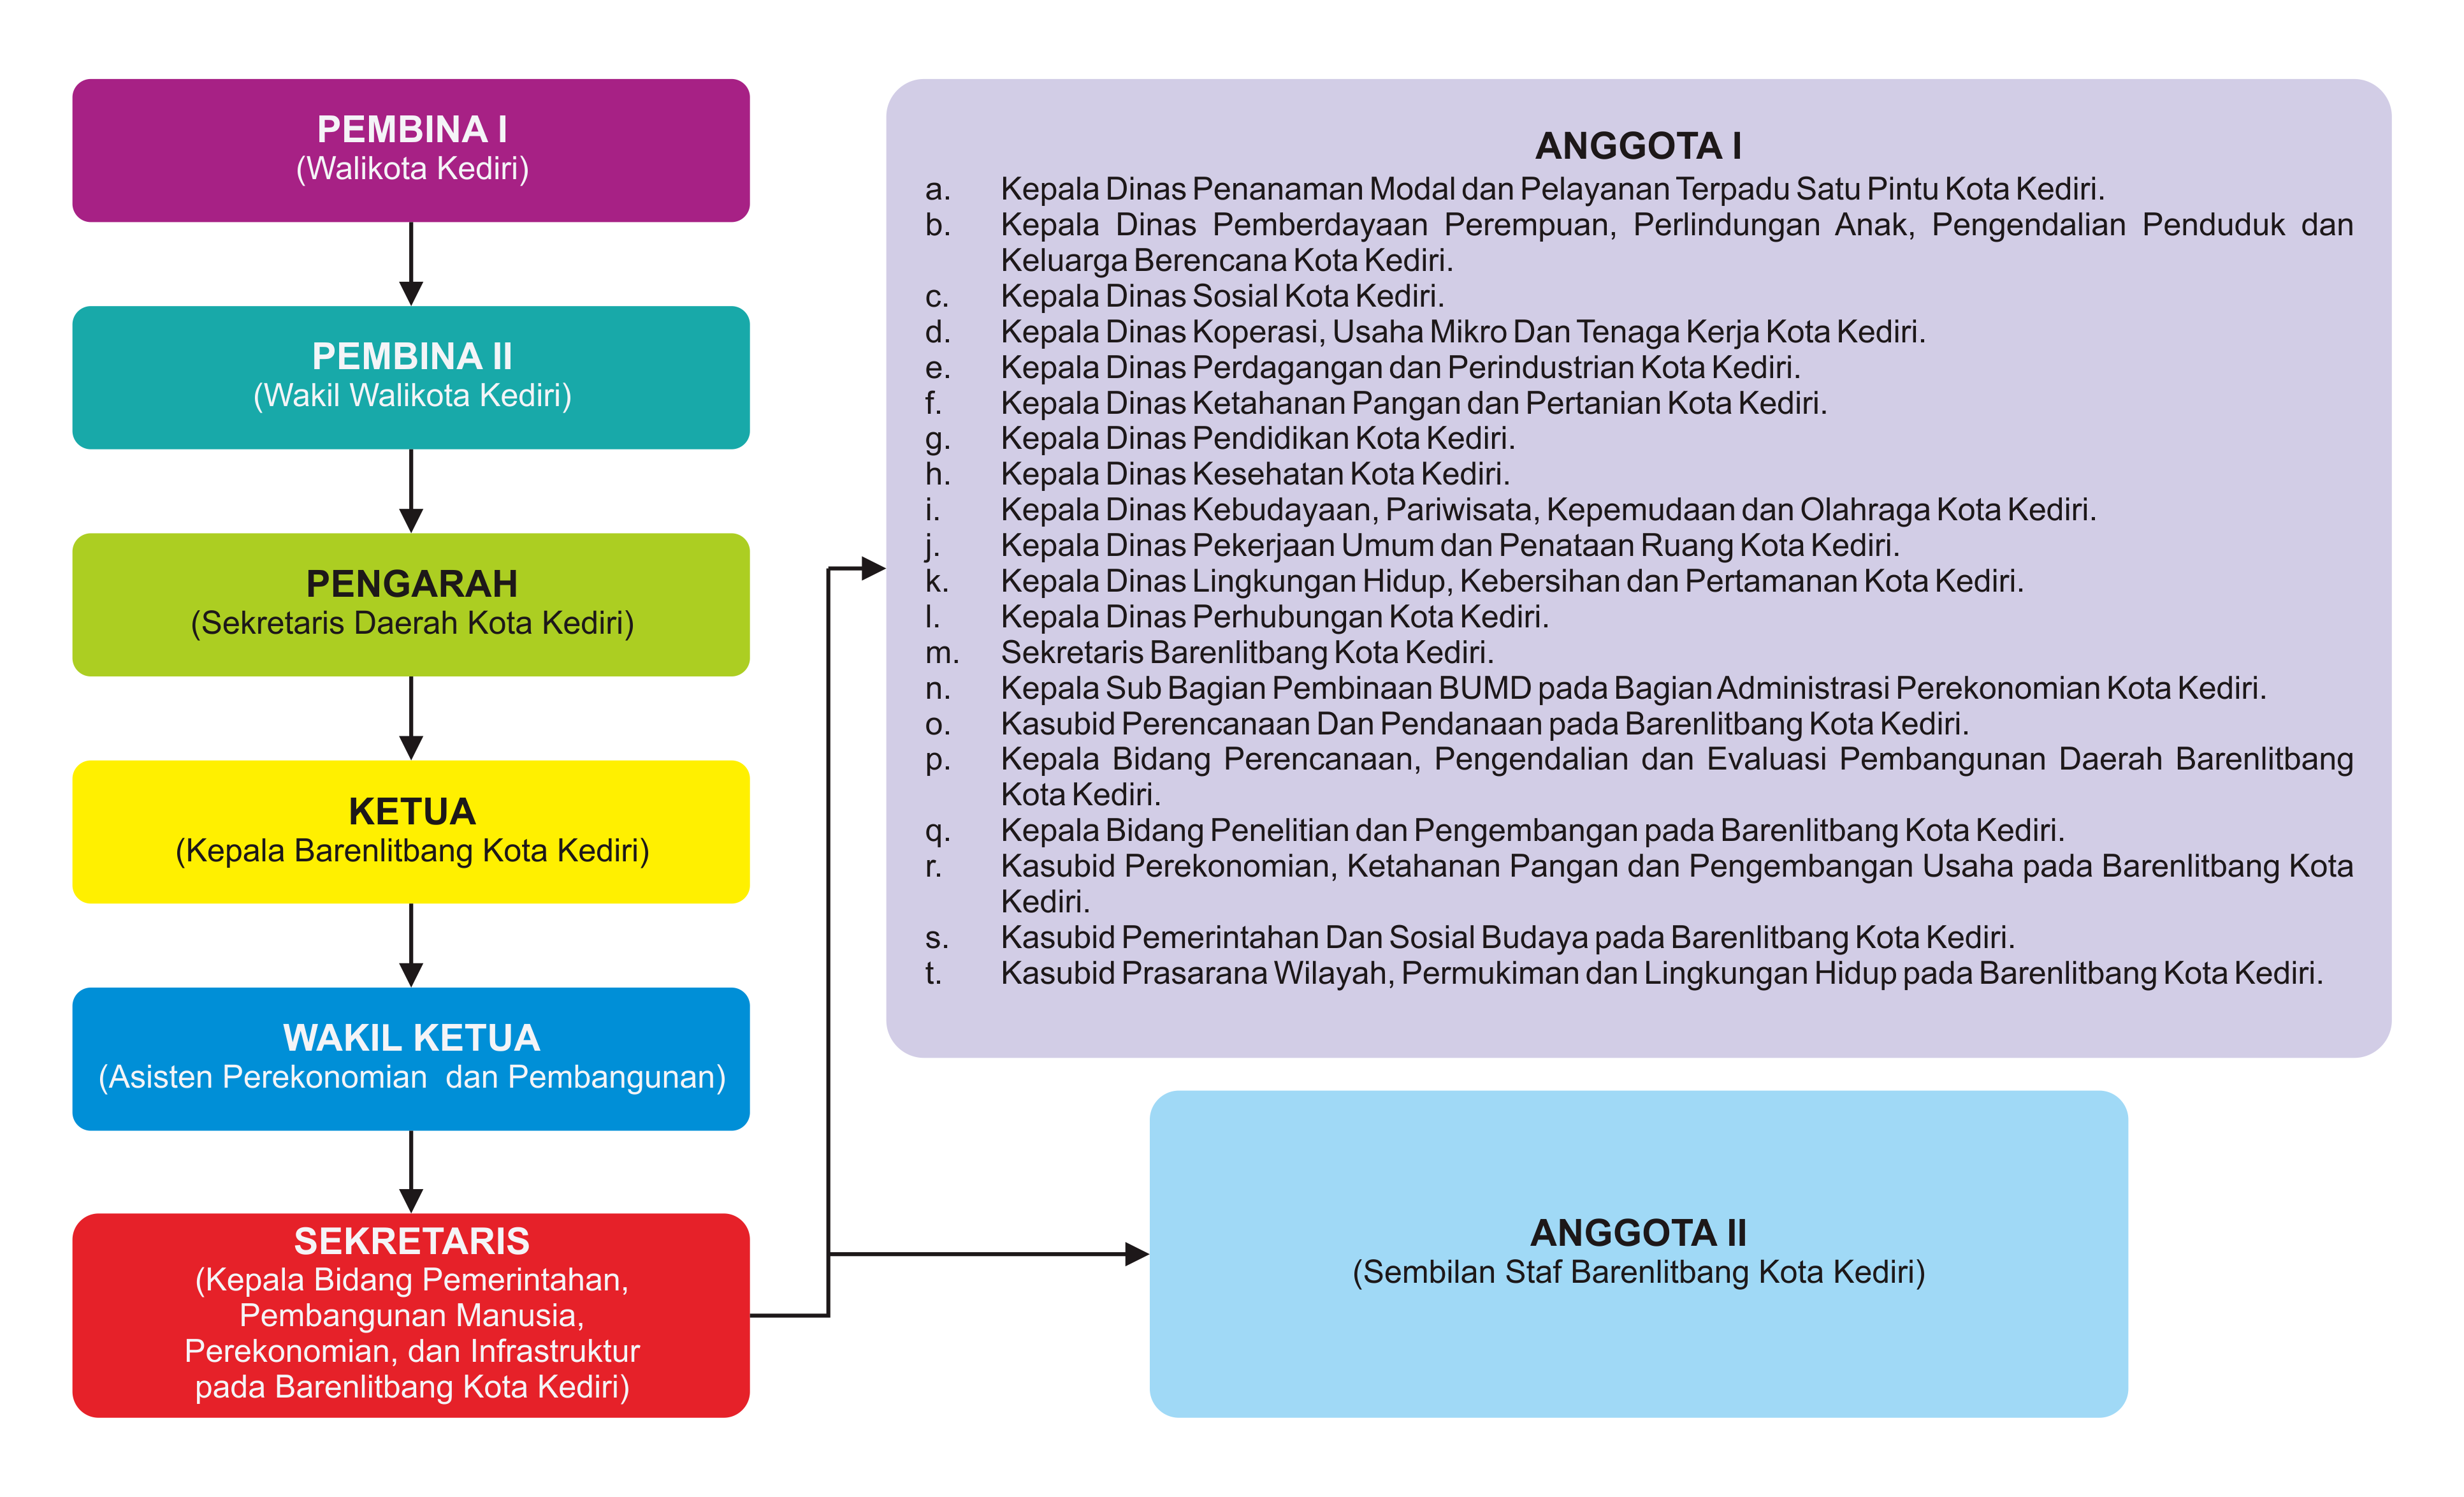 PEMBINA I
(Walikota Kediri)
PEMBINA II
(Wakil Walikota Kediri)
PENGARAH
(Sekretaris Daerah Kota Kediri)
KETUA
(Kepala Barenlitbang Kota Kediri)
WAKIL KETUA
(Asisten Perekonomian dan Pembangunan)
SEKRETARIS
(Kepala Bidang Pemerintahan,
Pembangunan Manusia,
Perekonomian, dan Infrastruktur
pada Barenlitbang Kota Kediri)
ANGGOTA I
a. Kepala Dinas Penanaman Modal dan Pelayanan Terpadu Satu Pintu Kota Kediri.
b. Kepala Dinas Pemberdayaan Perempuan, Perlindungan Anak, Pengendalian Penduduk dan
Keluarga Berencana Kota Kediri.
c. Kepala Dinas Sosial Kota Kediri.
d. Kepala Dinas Koperasi, Usaha Mikro Dan Tenaga Kerja Kota Kediri.
e. Kepala Dinas Perdagangan dan Perindustrian Kota Kediri.
f. Kepala Dinas Ketahanan Pangan dan Pertanian Kota Kediri.
g. Kepala Dinas Pendidikan Kota Kediri.
h. Kepala Dinas Kesehatan Kota Kediri.
i. Kepala Dinas Kebudayaan, Pariwisata, Kepemudaan dan Olahraga Kota Kediri.
j. Kepala Dinas Pekerjaan Umum dan Penataan Ruang Kota Kediri.
k. Kepala Dinas Lingkungan Hidup, Kebersihan dan Pertamanan Kota Kediri.
l. Kepala Dinas Perhubungan Kota Kediri.
m. Sekretaris Barenlitbang Kota Kediri.
n. Kepala Sub Bagian Pembinaan BUMD pada Bagian Administrasi Perekonomian Kota Kediri.
o. Kasubid Perencanaan Dan Pendanaan pada Barenlitbang Kota Kediri.
p. Kepala Bidang Perencanaan, Pengendalian dan Evaluasi Pembangunan Daerah Barenlitbang
Kota Kediri.
q. Kepala Bidang Penelitian dan Pengembangan pada Barenlitbang Kota Kediri.
r. Kasubid Perekonomian, Ketahanan Pangan dan Pengembangan Usaha pada Barenlitbang Kota
Kediri.
s. Kasubid Pemerintahan Dan Sosial Budaya pada Barenlitbang Kota Kediri.
t. Kasubid Prasarana Wilayah, Permukiman dan Lingkungan Hidup pada Barenlitbang Kota Kediri.
ANGGOTA II
(Sembilan Staf Barenlitbang Kota Kediri)